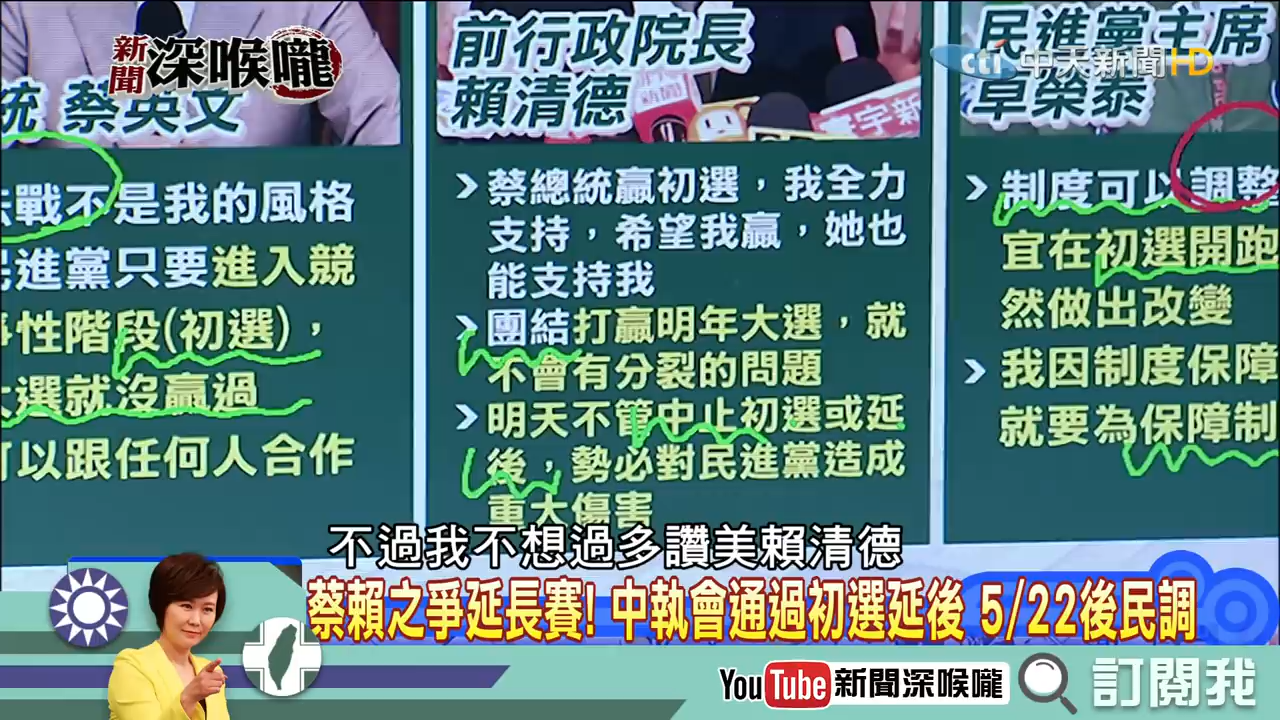 新聞深喉嚨
cti 中天新聞HD
統 蔡英文
戰不是我的風格
民進黨只要進入競
爭性階段(初選)，
大選就沒贏過
可以跟任何人合作
前行政院長
賴清德
蔡總統贏初選，我全力
支持，希望我贏，她也
能支持我
團結打贏明年大選，就
不會有分裂的問題
明天不管中止初選或延
後，勢必對民進黨造成
重大傷害
寰宇新
民進黨主席
卓榮泰
制度可以調整
宜在初選開跑
然做出改變
我因制度保障
就要為保障制
不過我不想過多讚美賴清德
蔡賴之爭延長賽! 中執會通過初選延後 5/22後民調
YouTube 新聞深喉嚨 訂閱我